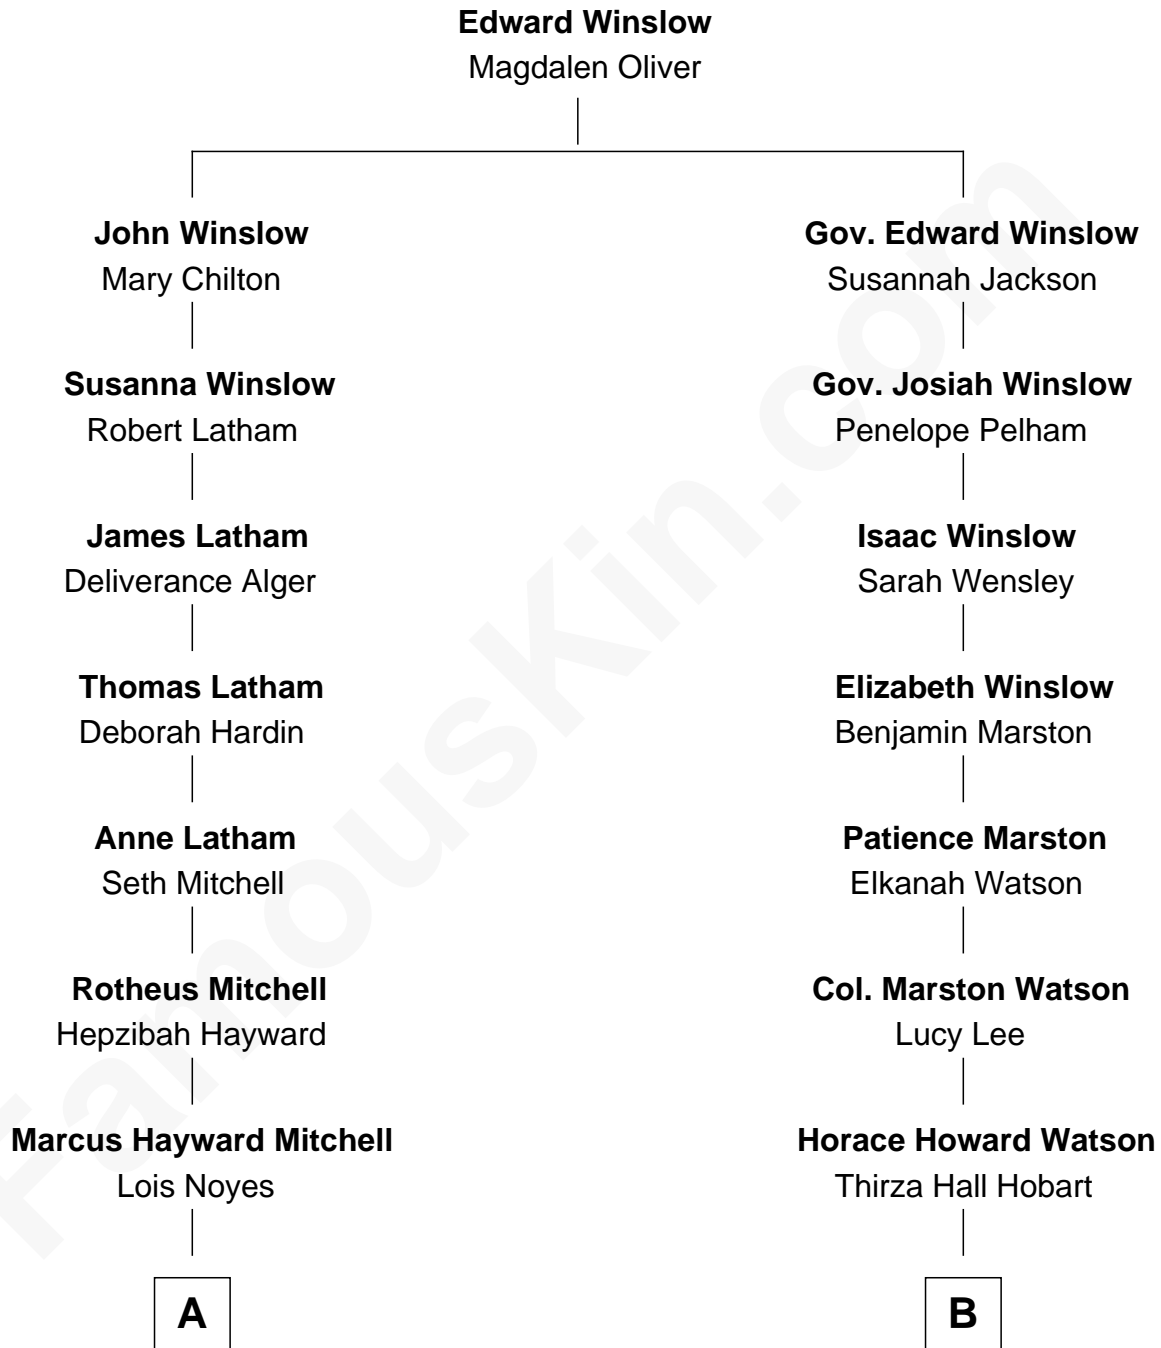 Edward Winslow
Magdalen Oliver
John Winslow
Mary Chilton
Gov. Edward Winslow
Susannah Jackson
Susanna Winslow
Robert Latham
Gov. Josiah Winslow
Penelope Pelham
James Latham
Deliverance Alger
Isaac Winslow
Sarah Wensley
Thomas Latham
Deborah Hardin
Elizabeth Winslow
Benjamin Marston
Anne Latham
Seth Mitchell
Patience Marston
Elkanah Watson
Rotheus Mitchell
Hepzibah Hayward
Col. Marston Watson
Lucy Lee
Marcus Hayward Mitchell
Lois Noyes
Horace Howard Watson
Thirza Hall Hobart
A
B
FamousKin.com